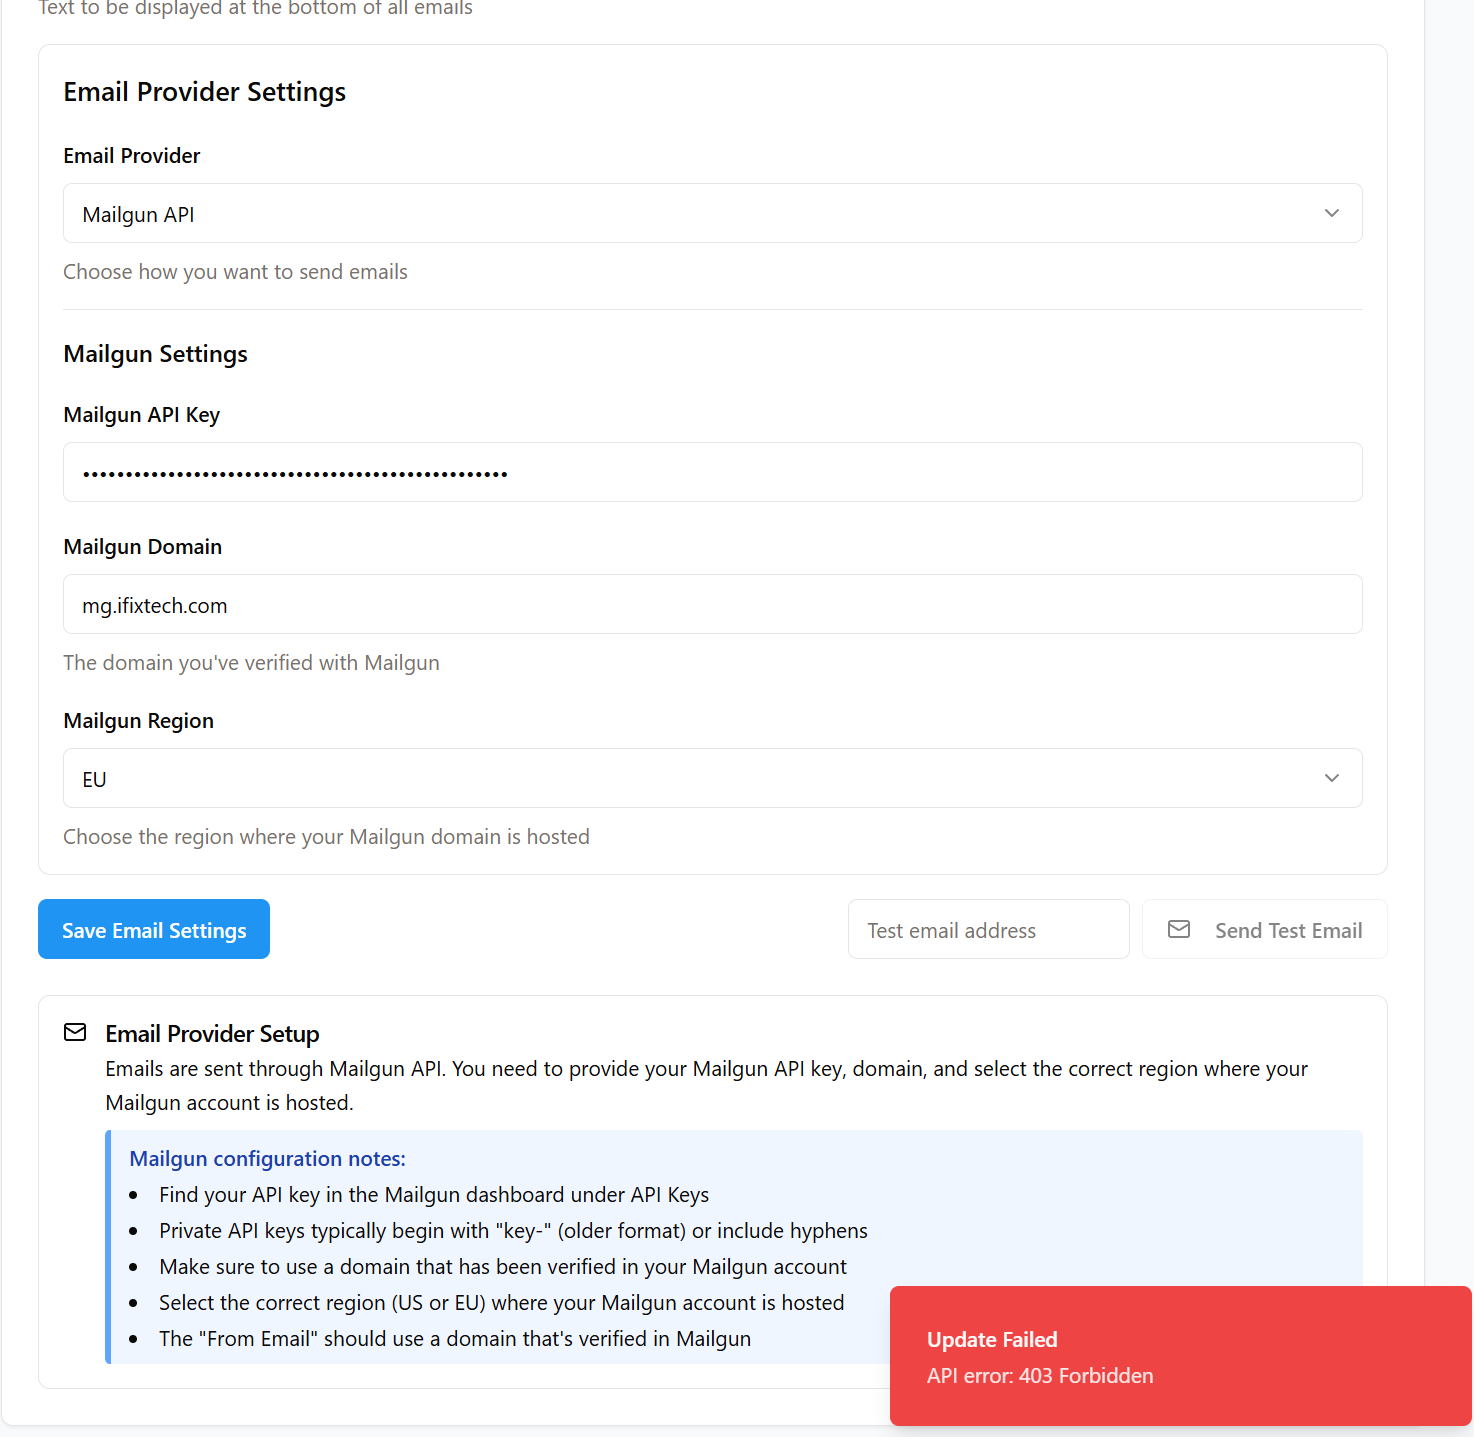 Text to be displayed at the bottom of all emails
Email Provider Settings
Email Provider
Mailgun API
Choose how you want to send emails
Mailgun Settings
Mailgun API Key
••••••••••••••••••••••••••••••••••••••••••••••••••
Mailgun Domain
mg.ifixtech.com
The domain you've verified with Mailgun
Mailgun Region
EU
Choose the region where your Mailgun domain is hosted
Save Email Settings
Test email address
Send Test Email
Email Provider Setup
Emails are sent through Mailgun API. You need to provide your Mailgun API key, domain, and select the correct region where your
Mailgun account is hosted.
Mailgun configuration notes:
• Find your API key in the Mailgun dashboard under API Keys
• Private API keys typically begin with "key-" (older format) or include hyphens
• Make sure to use a domain that has been verified in your Mailgun account
• Select the correct region (US or EU) where your Mailgun account is hosted
• The "From Email" should use a domain that's verified in Mailgun
Update Failed
API error: 403 Forbidden